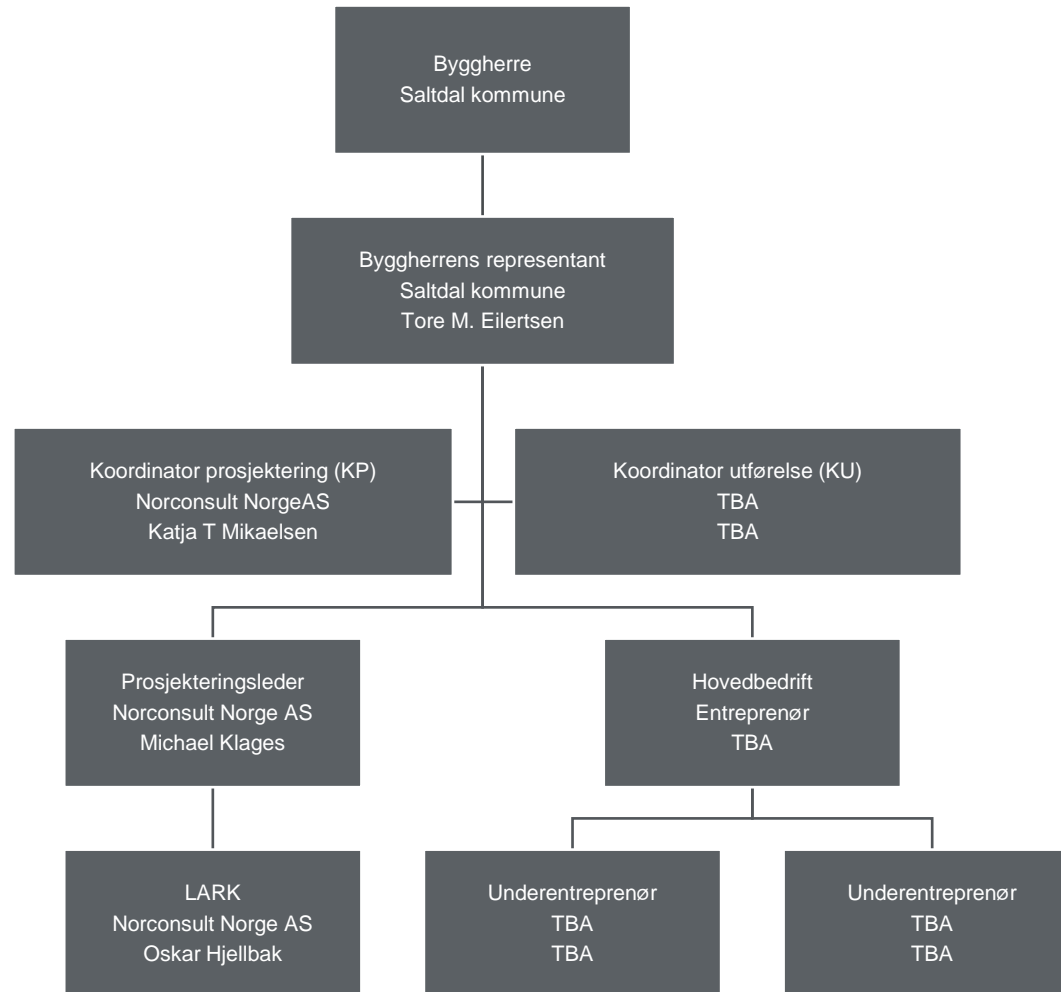 Byggherre
Saltdal kommune
Byggherrens representant
Saltdal kommune
Tore M. Eilertsen
Koordinator prosjektering (KP)
Norconsult NorgeAS
Katja T Mikaelsen
Koordinator utførelse (KU)
TBA
TBA
Prosjekteringsleder
Norconsult Norge AS
Michael Klages
Hovedbedrift
Entreprenør
TBA
LARK
Norconsult Norge AS
Oskar Hjellbak
Underentreprenør
TBA
TBA
Underentreprenør
TBA
TBA